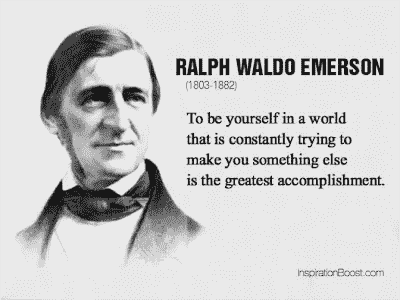 RALPH WALDO EMERSON
(1803-1882)
To be yourself in a world
that is constantly trying to
make you something else
is the greatest accomplishment.
InspirationBoost.com